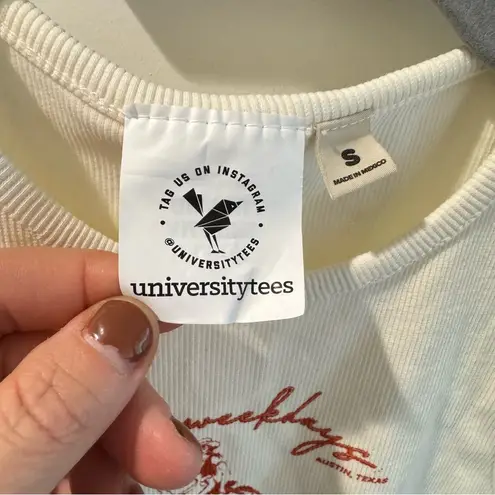 • TAG US ON INSTAGRAM •
@UNIVERSITYTEES
universitytees
S
MADE IN MEXICO
weekdays
AUSTIN, TEXAS